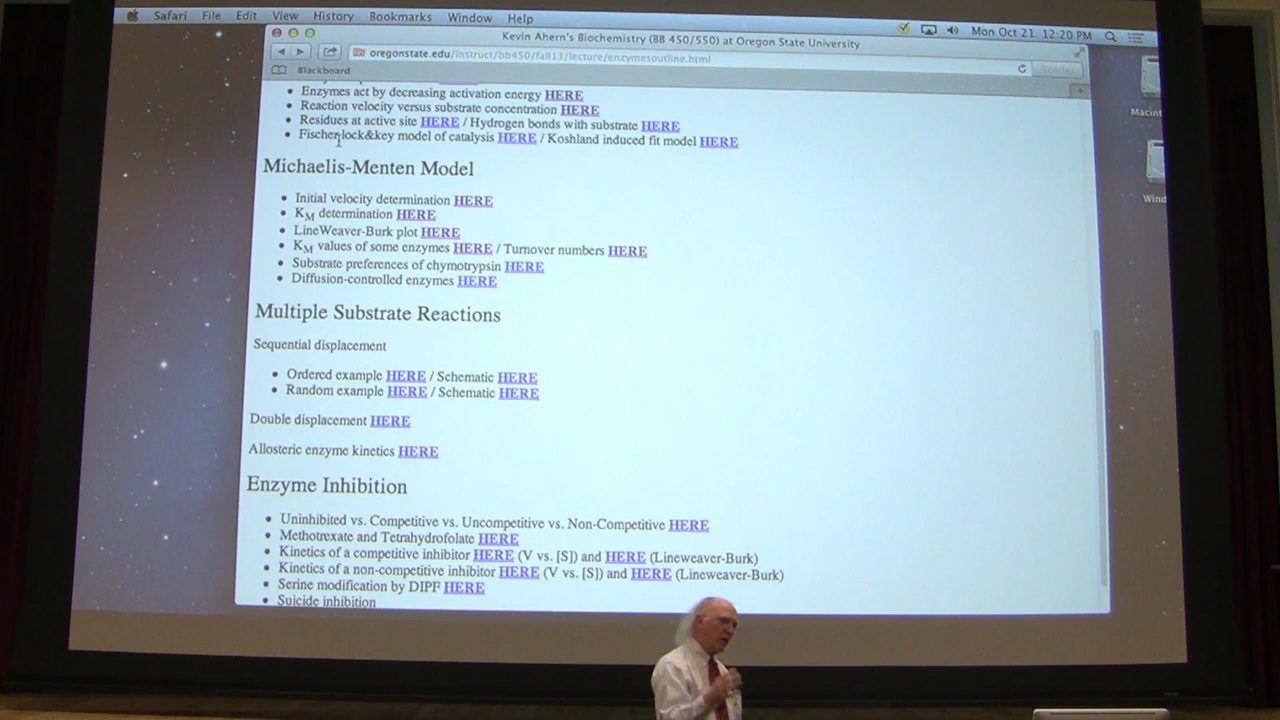 Safari File Edit View History Bookmarks Window Help Mon Oct 21 12:20 PM
Kevin Ahern's Biochemistry (BB 450/550) at Oregon State University
oregonstate.edu/instruct/bb450/fall13/lecture/enzymesoutline.html Reader
Blackboard
Enzymes act by decreasing activation energy HERE
Reaction velocity versus substrate concentration HERE
Residues at active site HERE / Hydrogen bonds with substrate HERE
Fischer lock&key model of catalysis HERE / Koshland induced fit model HERE
Macint
Michaelis-Menten Model
Initial velocity determination HERE
Wind
KM determination HERE
LineWeaver-Burk plot HERE
KM values of some enzymes HERE / Turnover numbers HERE
Substrate preferences of chymotrypsin HERE
Diffusion-controlled enzymes HERE
Multiple Substrate Reactions
Sequential displacement
Ordered example HERE / Schematic HERE
Random example HERE / Schematic HERE
Double displacement HERE
Allosteric enzyme kinetics HERE
Enzyme Inhibition
Uninhibited vs. Competitive vs. Uncompetitive vs. Non-Competitive HERE
Methotrexate and Tetrahydrofolate HERE
Kinetics of a competitive inhibitor HERE (V vs. [S]) and HERE (Lineweaver-Burk)
Kinetics of a non-competitive inhibitor HERE (V vs. [S]) and HERE (Lineweaver-Burk)
Serine modification by DIPF HERE
Suicide inhibition